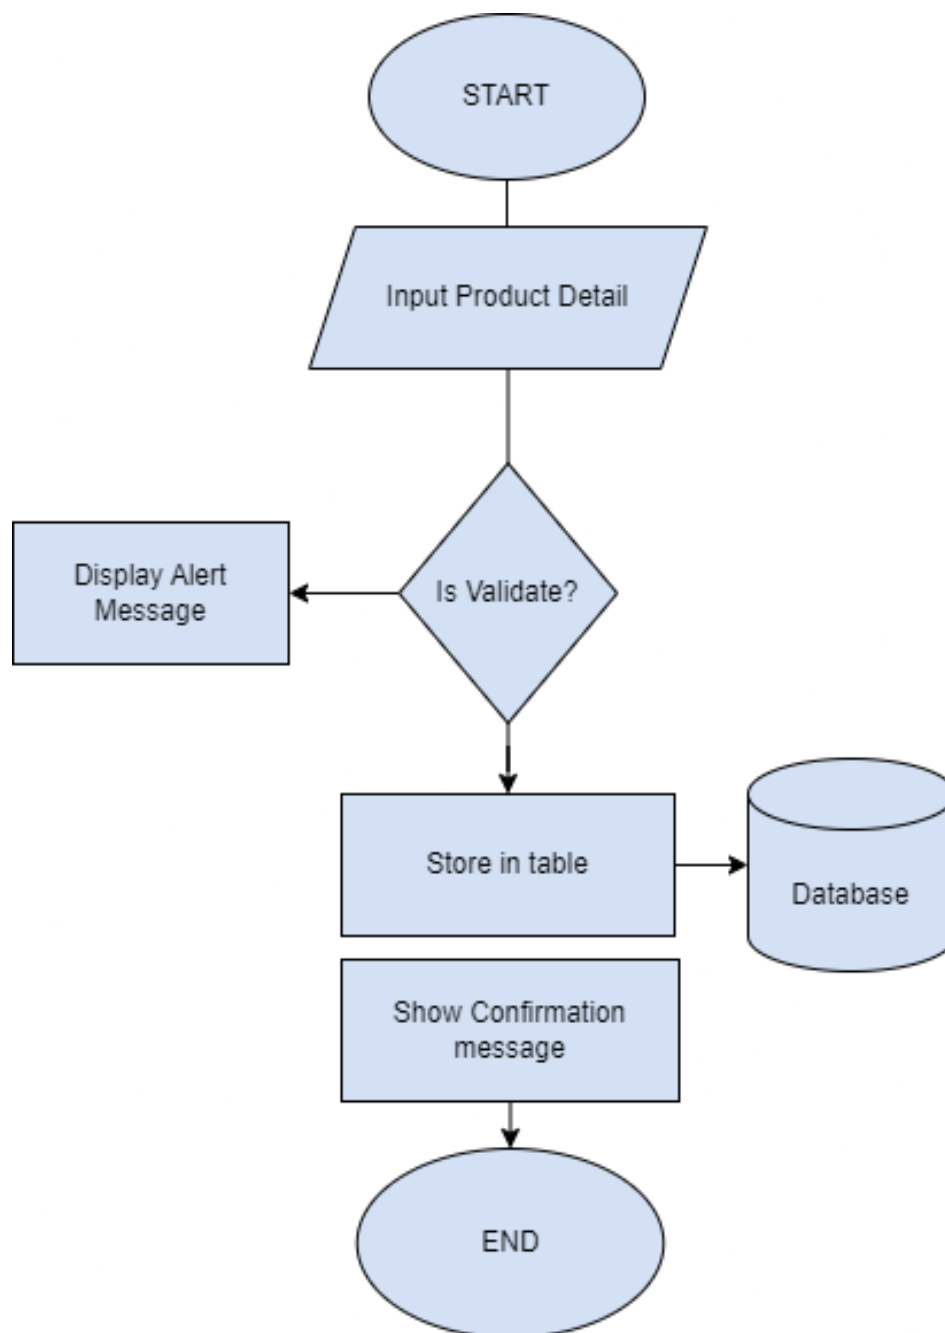 START
Input Product Detail
Is Validate?
Display Alert
Message
Store in table
Database
Show Confirmation
message
END